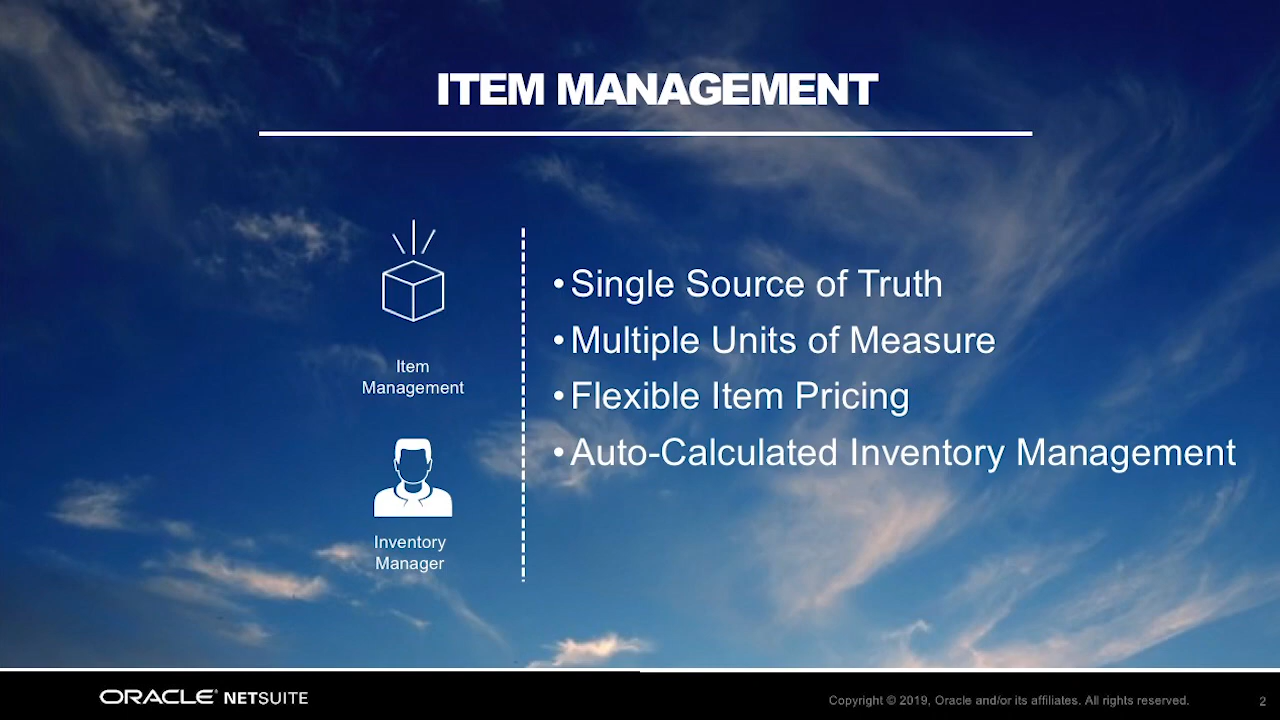 ITEM MANAGEMENT
Item
Management
Inventory
Manager
•Single Source of Truth
•Multiple Units of Measure
•Flexible Item Pricing
•Auto-Calculated Inventory Management
ORACLE® NETSUITE
Copyright © 2019, Oracle and/or its affiliates. All rights reserved.
2